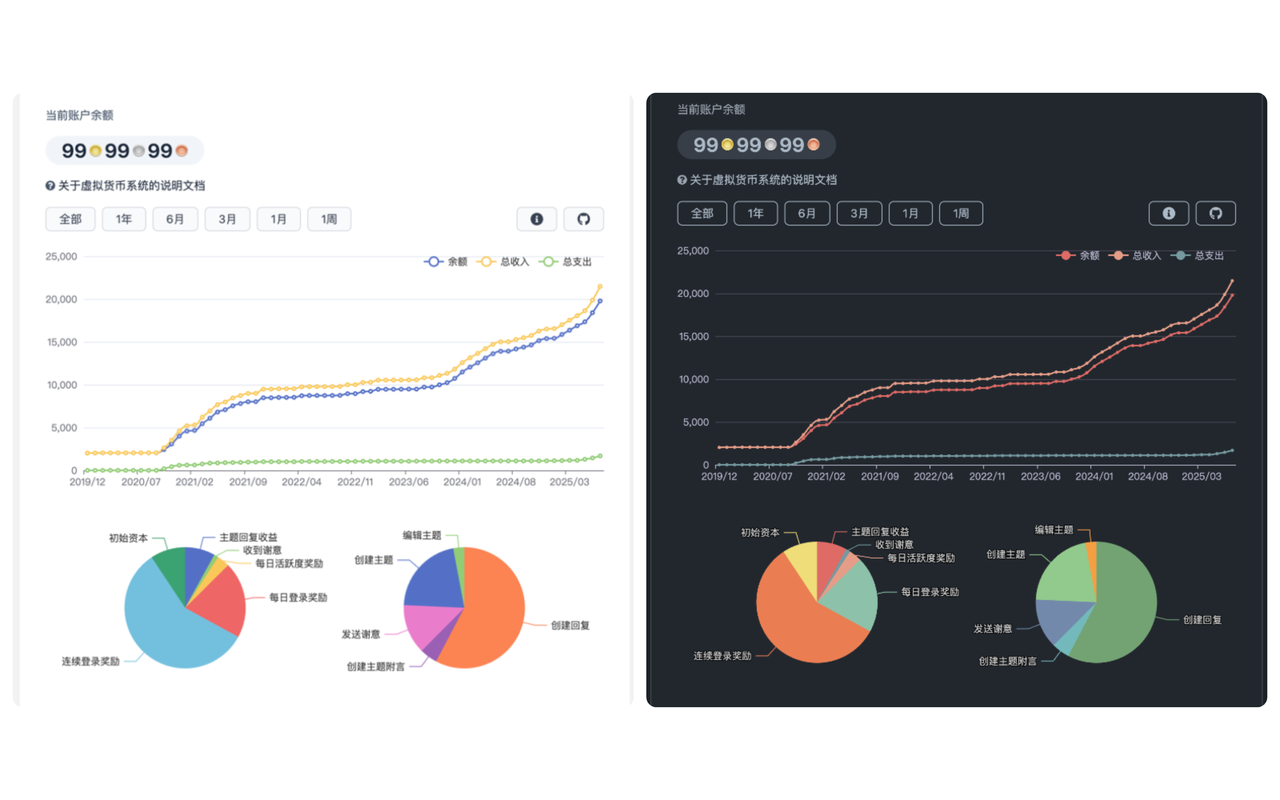 当前账户余额
99 99 99
关于虚拟货币系统的说明文档
全部 1年 6月 3月 1月 1周
余额 总收入 总支出
25,000
20,000
15,000
10,000
5,000
0
2019/12 2020/07 2021/02 2021/09 2022/04 2022/11 2023/06 2024/01 2024/08 2025/03
初始资本
主题回复收益
收到谢意
每日活跃度奖励
每日登录奖励
连续登录奖励
编辑主题
创建主题
发送谢意
创建主题附言
创建回复
当前账户余额
99 99 99
关于虚拟货币系统的说明文档
全部 1年 6月 3月 1月 1周
余额 总收入 总支出
25,000
20,000
15,000
10,000
5,000
0
2019/12 2020/07 2021/02 2021/09 2022/04 2022/11 2023/06 2024/01 2024/08 2025/03
初始资本
主题回复收益
收到谢意
每日活跃度奖励
每日登录奖励
连续登录奖励
编辑主题
创建主题
发送谢意
创建主题附言
创建回复